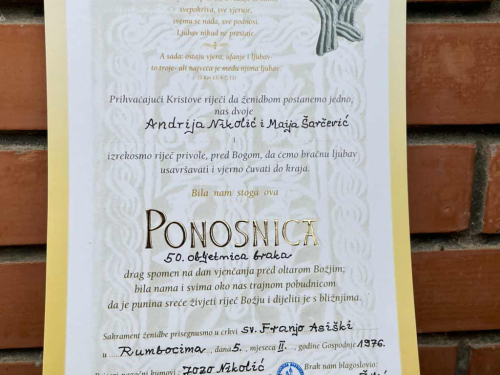 svepokriva, sve vjeruje,
svemu se nada, sve podnosi.
Ljubav nikad ne prestaje.
A sada: ostaju vjera, ufanje i ljubav-
to troje- ali najveća je među njima ljubav.
Prihvaćajući Kristove riječi da ženidbom postanemo jedno,
nas dvoje
Andrija Nikolić i Maija Šarčević
i
izrekosmo riječ privole, pred Bogom, da ćemo bračnu ljubav
usavršavati i vjerno čuvati do kraja.
Bila nam stoga ova
PONOSNICA
50. obljetnica braka
drag spomen na dan vjenčanja pred oltarom Božjim;
bila nama i svima oko nas trajnom pobudnicom
da je punina sreće živjeti riječ Božju i dijeliti je s bližnjima.
Sakrament ženidbe prisegnusmo u crkvi sv. Franjo Asiški
u Rumbocima, dana 5. mjeseca II. godine Gospodnje 1976.
kumovi: Jozo Nikolić Brak nam blagoslovio: